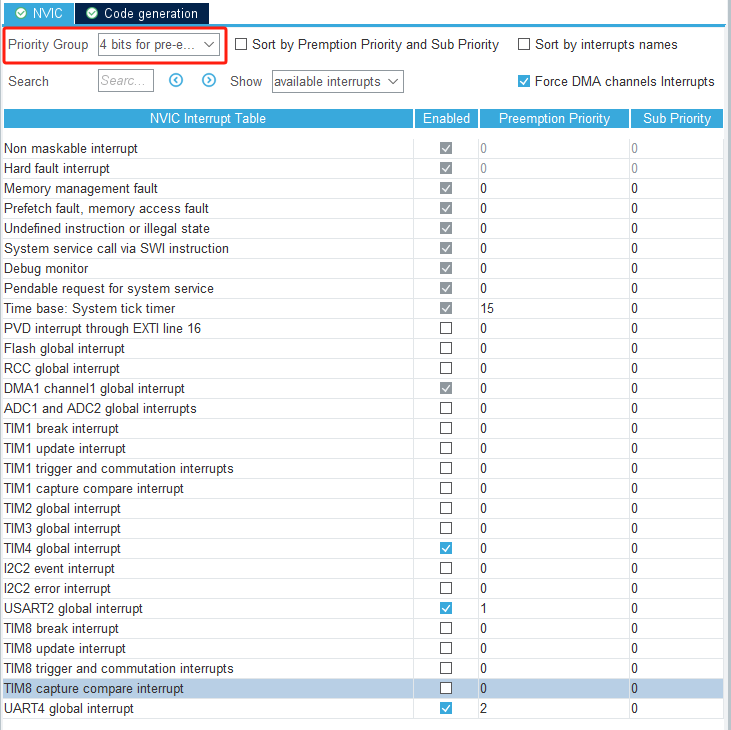 NVIC Code generation
Priority Group 4 bits for pre-e... Sort by Premption Priority and Sub Priority Sort by interrupts names
Search Searc... Show available interrupts Force DMA channels Interrupts
NVIC Interrupt Table Enabled Preemption Priority Sub Priority
Non maskable interrupt 0 0
Hard fault interrupt 0 0
Memory management fault 0 0
Prefetch fault, memory access fault 0 0
Undefined instruction or illegal state 0 0
System service call via SWI instruction 0 0
Debug monitor 0 0
Pendable request for system service 0 0
Time base: System tick timer 15 0
PVD interrupt through EXTI line 16 0 0
Flash global interrupt 0 0
RCC global interrupt 0 0
DMA1 channel1 global interrupt 0 0
ADC1 and ADC2 global interrupts 0 0
TIM1 break interrupt 0 0
TIM1 update interrupt 0 0
TIM1 trigger and commutation interrupts 0 0
TIM1 capture compare interrupt 0 0
TIM2 global interrupt 0 0
TIM3 global interrupt 0 0
TIM4 global interrupt 0 0
I2C2 event interrupt 0 0
I2C2 error interrupt 0 0
USART2 global interrupt 1 0
TIM8 break interrupt 0 0
TIM8 update interrupt 0 0
TIM8 trigger and commutation interrupts 0 0
TIM8 capture compare interrupt 0 0
UART4 global interrupt 2 0